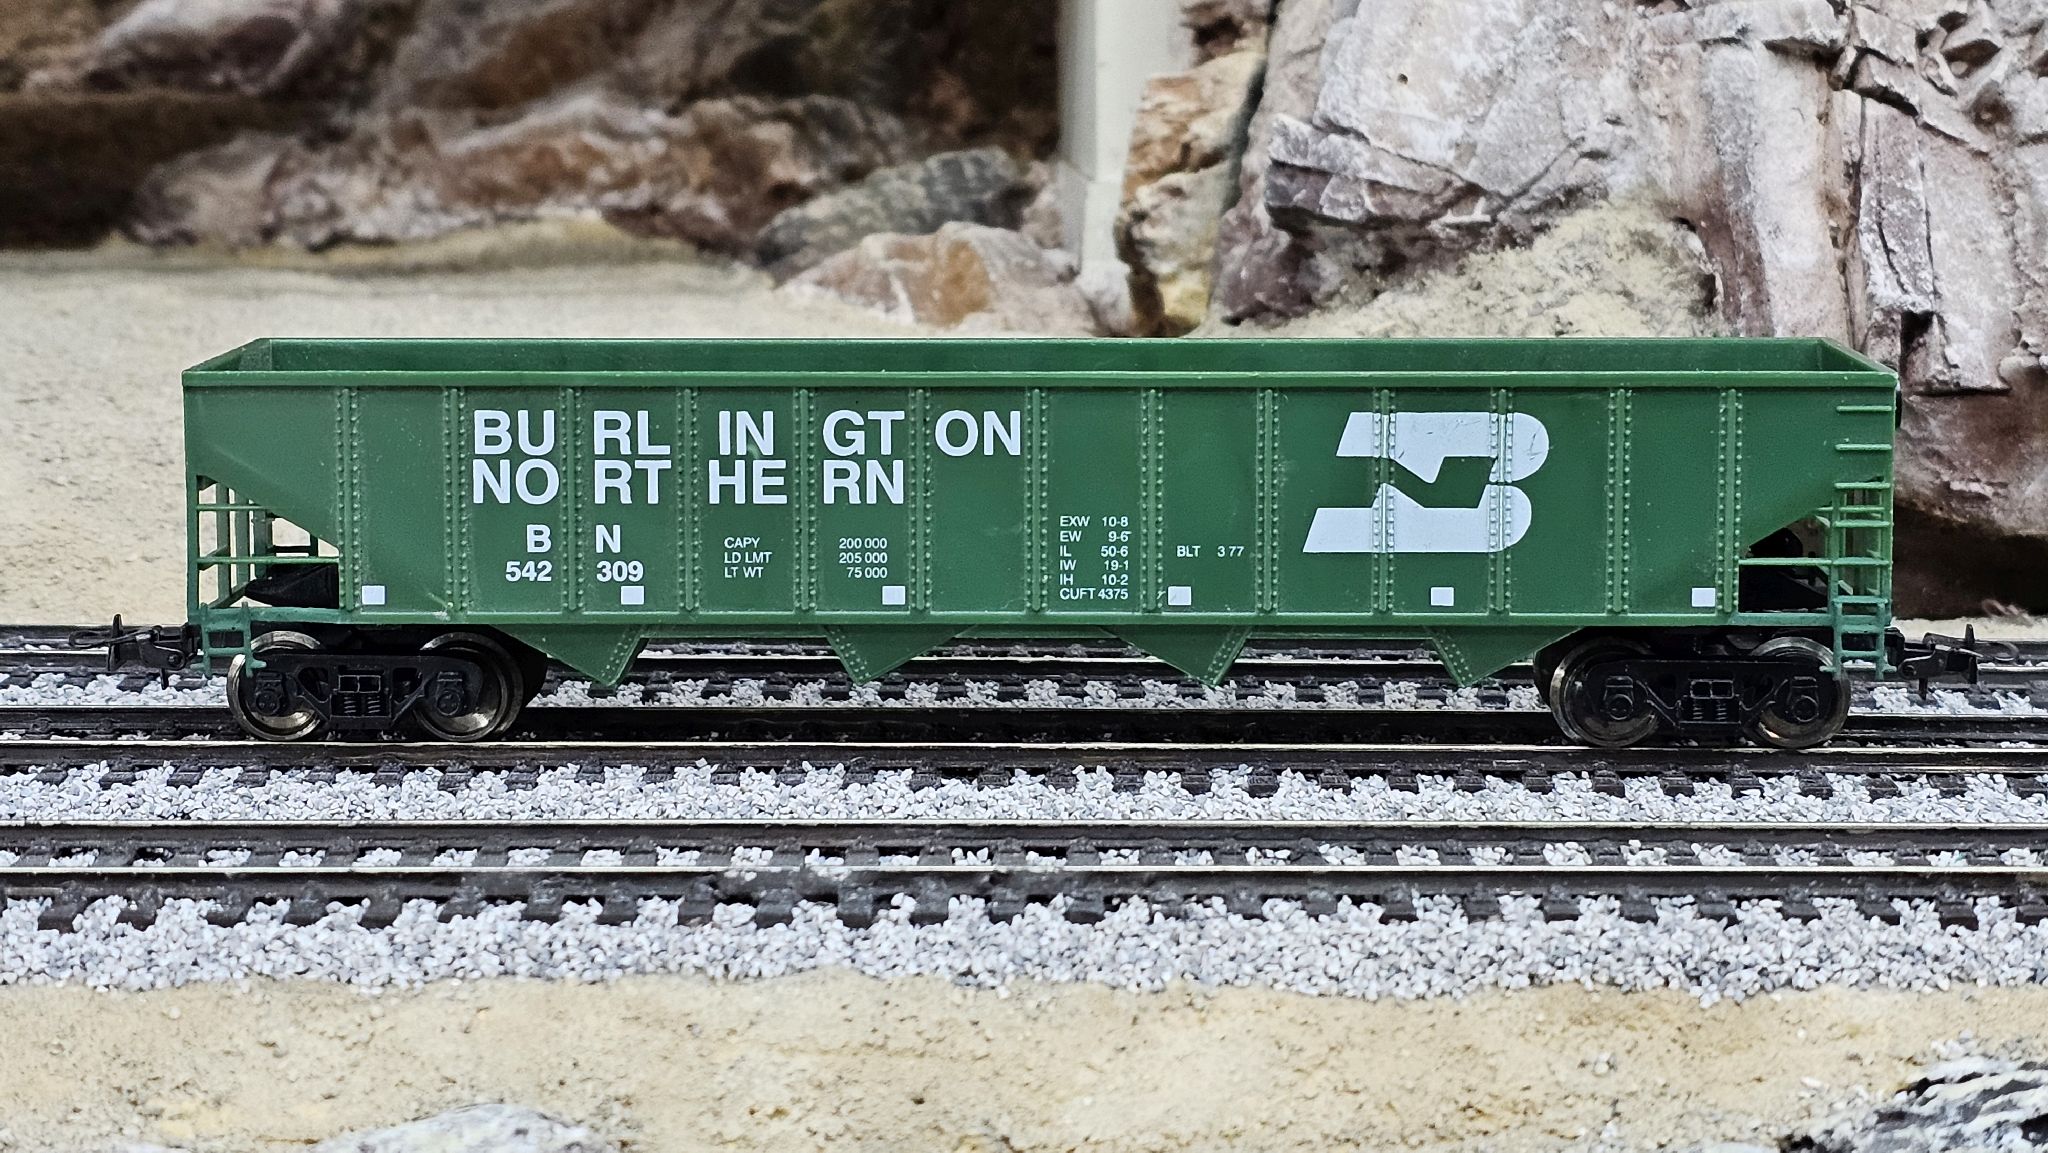 BURLINGTON
NORTHERN
BN
542 309
CAPY 200 000
LD LMT 205 000
LT WT 75 000
EXW 10-8
EW 9-6
IL 50-6
IW 19-1
IH 10-2
CUFT 4375
BLT 3 77